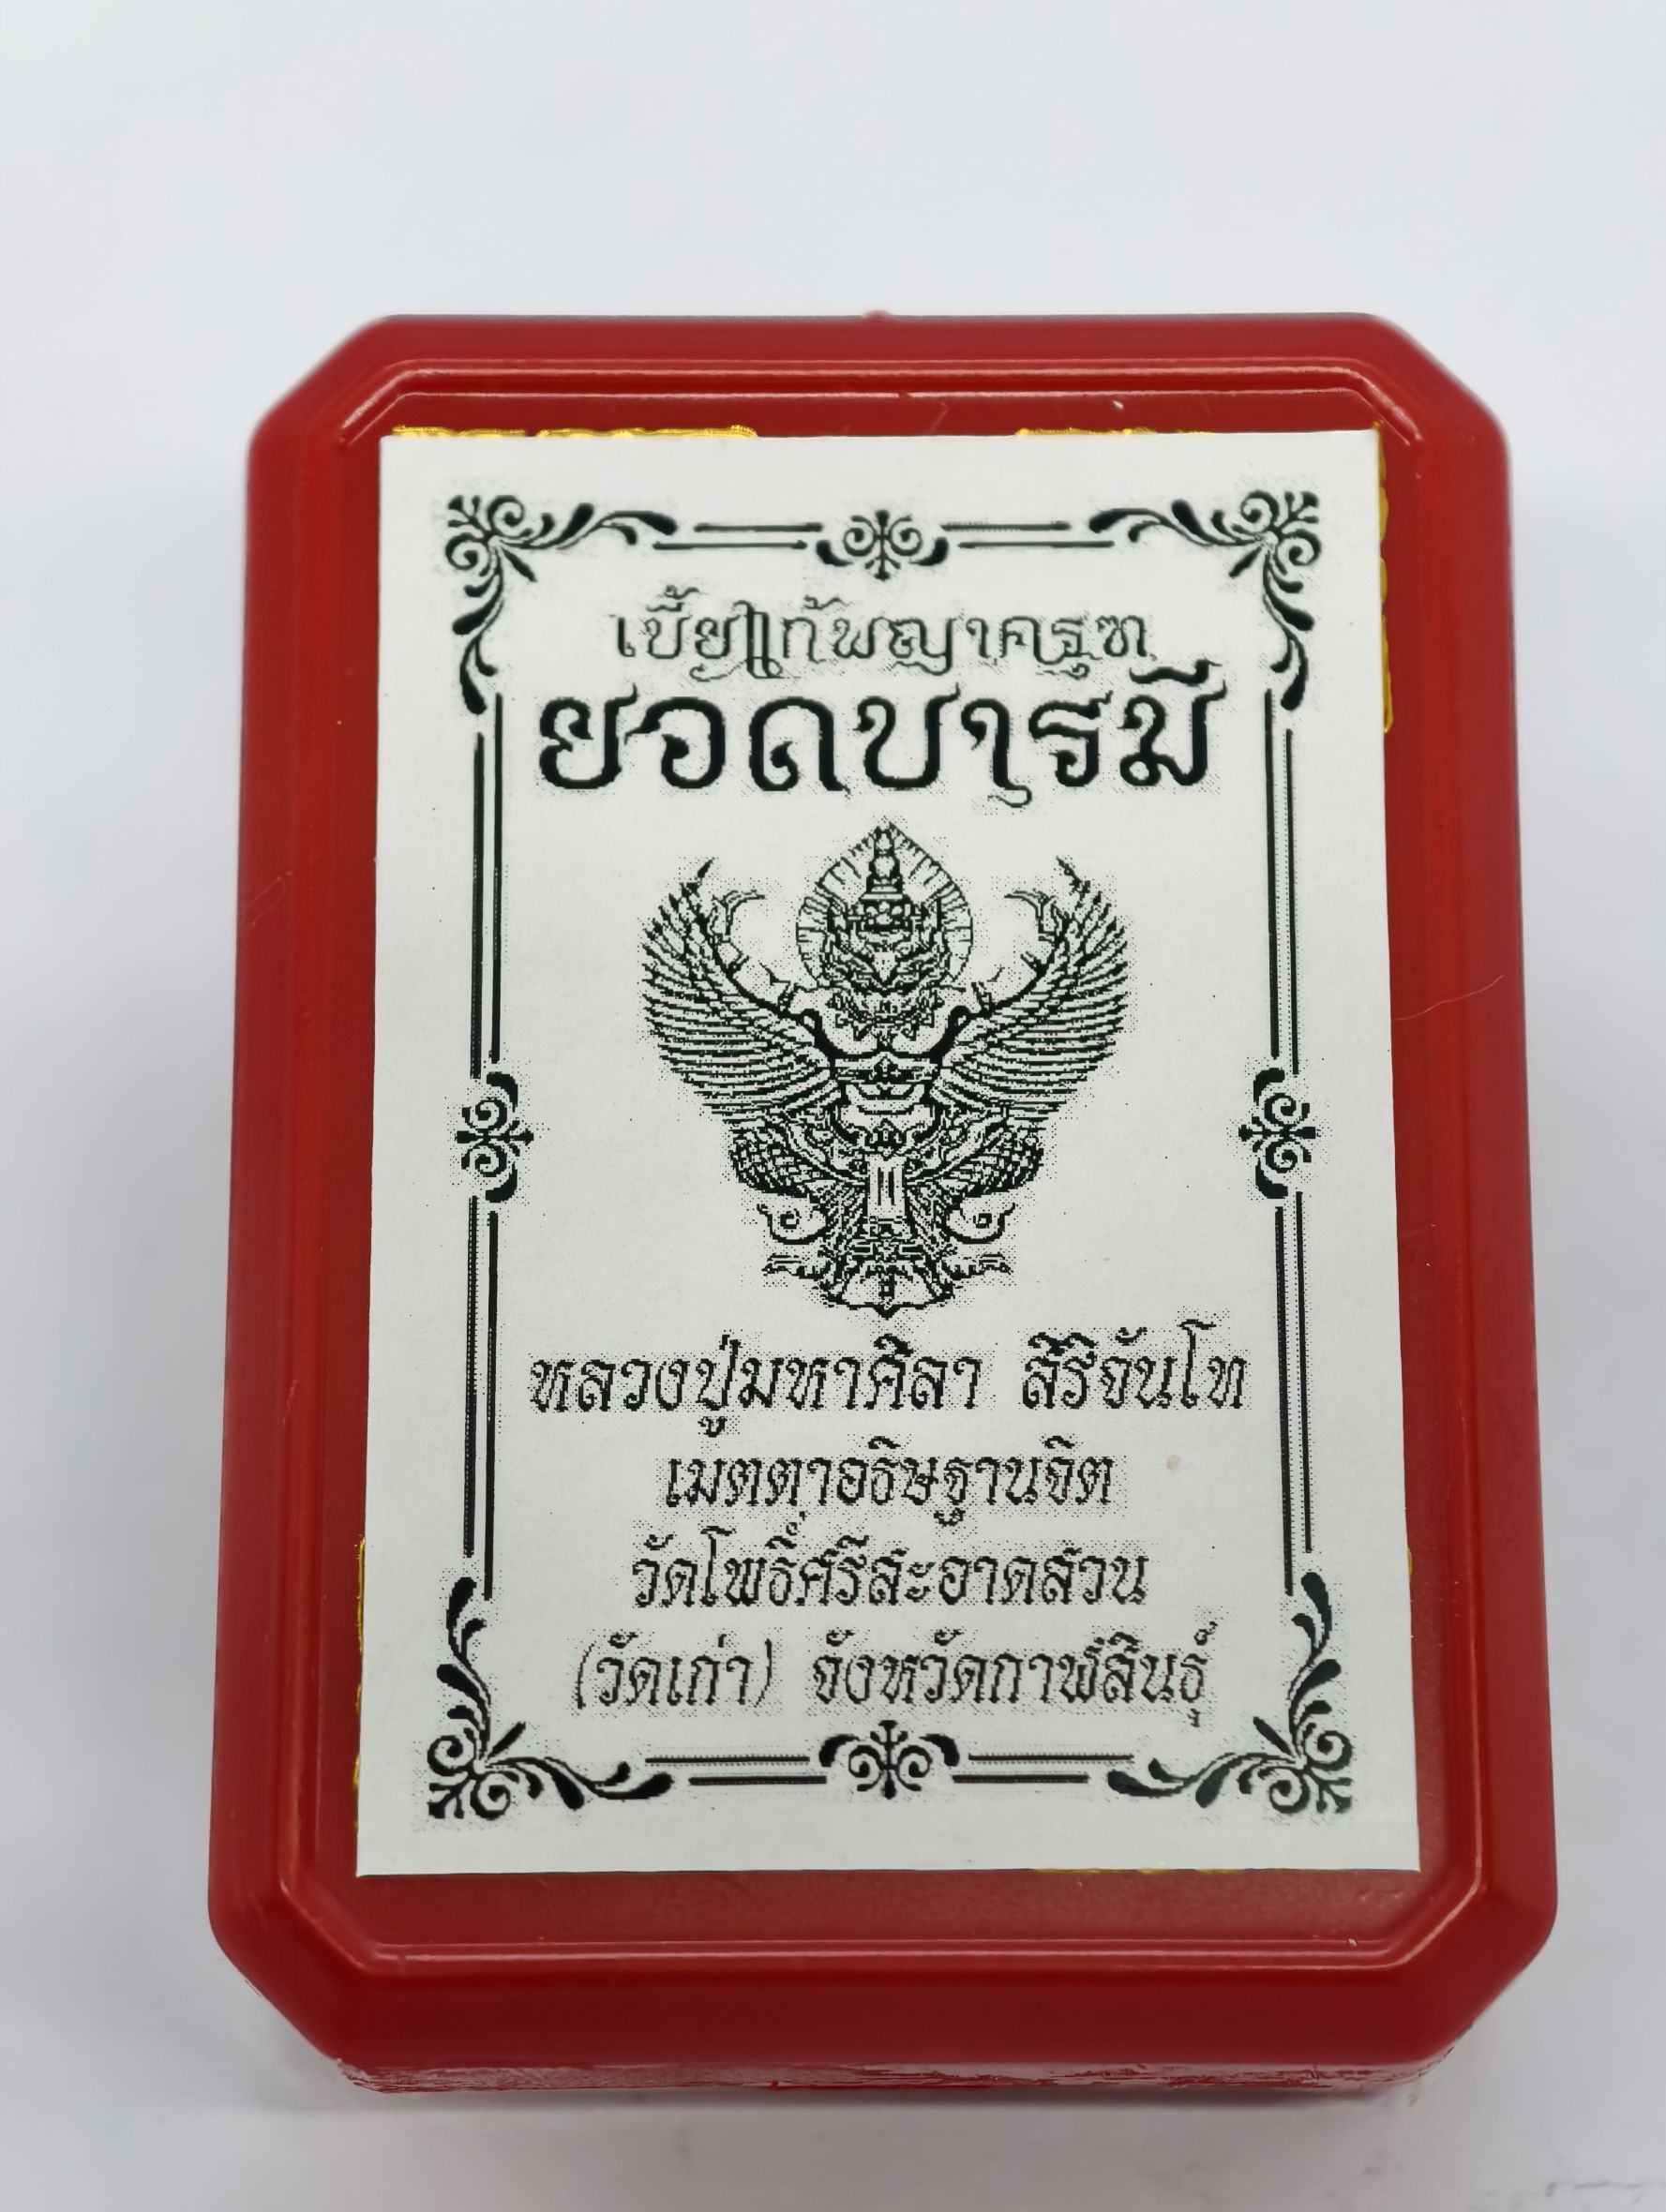 เบี้ยแก้พญาครุฑ
ยอดบารมี
หลวงปู่มหาศิลา สิริจันโท
เมตตาอธิษฐานจิต
วัดโพธิ์ศรีสะอาดสวน
(วัดเก่า) จังหวัดกาฬสินธุ์